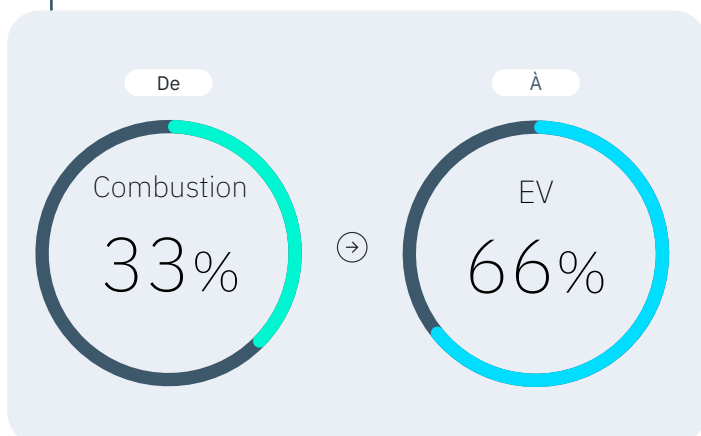 De
Combustion
33%
À
EV
66%